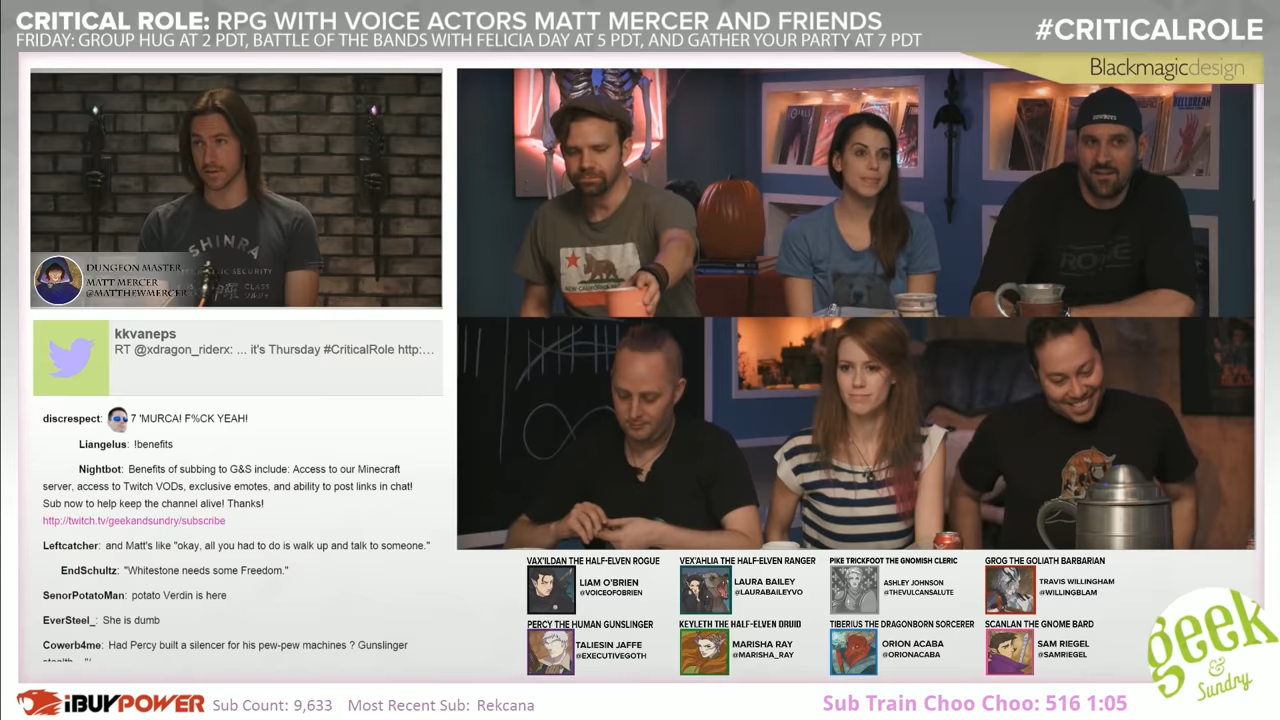 CRITICAL ROLE: RPG WITH VOICE ACTORS MATT MERCER AND FRIENDS
FRIDAY: GROUP HUG AT 2 PDT, BATTLE OF THE BANDS WITH FELICIA DAY AT 5 PDT, AND GATHER YOUR PARTY AT 7 PDT
#CRITICALROLE
Blackmagicdesign
SHINRA
DUNGEON MASTER
MATT MERCER
@MATTHEWMERCER
kkvaneps
RT @xdragon_riderx: ... it's Thursday #CriticalRole http:...
discrespect: 7 'MURCA! F%CK YEAH!
Liangelus: !benefits
Nightbot: Benefits of subbing to G&S include: Access to our Minecraft
server, access to Twitch VODs, exclusive emotes, and ability to post links in chat!
Sub now to help keep the channel alive! Thanks!
http://twitch.tv/geekandsundry/subscribe
Leftcatcher: and Matt's like "okay, all you had to do is walk up and talk to someone."
EndSchultz: "Whitestone needs some Freedom."
SenorPotatoMan: potato Verdin is here
EverSteel_: She is dumb
Cowerb4me: Had Percy built a silencer for his pew-pew machines ? Gunslinger
VAX'ILDAN THE HALF-ELVEN ROGUE
LIAM O'BRIEN
@VOICEOFOBRIEN
VEX'AHLIA THE HALF-ELVEN RANGER
LAURA BAILEY
@LAURABAILEYVO
PIKE TRICKFOOT THE GNOMISH CLERIC
ASHLEY JOHNSON
@THEVULCANSALUTE
GROG THE GOLIATH BARBARIAN
TRAVIS WILLINGHAM
@WILLINGBLAM
PERCY THE HUMAN GUNSLINGER
TALIESIN JAFFE
@EXECUTIVEGOTH
KEYLETH THE HALF-ELVEN DRUID
MARISHA RAY
@MARISHA_RAY
TIBERIUS THE DRAGONBORN SORCERER
ORION ACABA
@ORIONACABA
SCANLAN THE GNOME BARD
SAM RIEGEL
@SAMRIEGEL
geek
&
Sundry
iBUYPOWER
Sub Count: 9,633
Most Recent Sub: Rekcana
Sub Train Choo Choo: 516 1:05